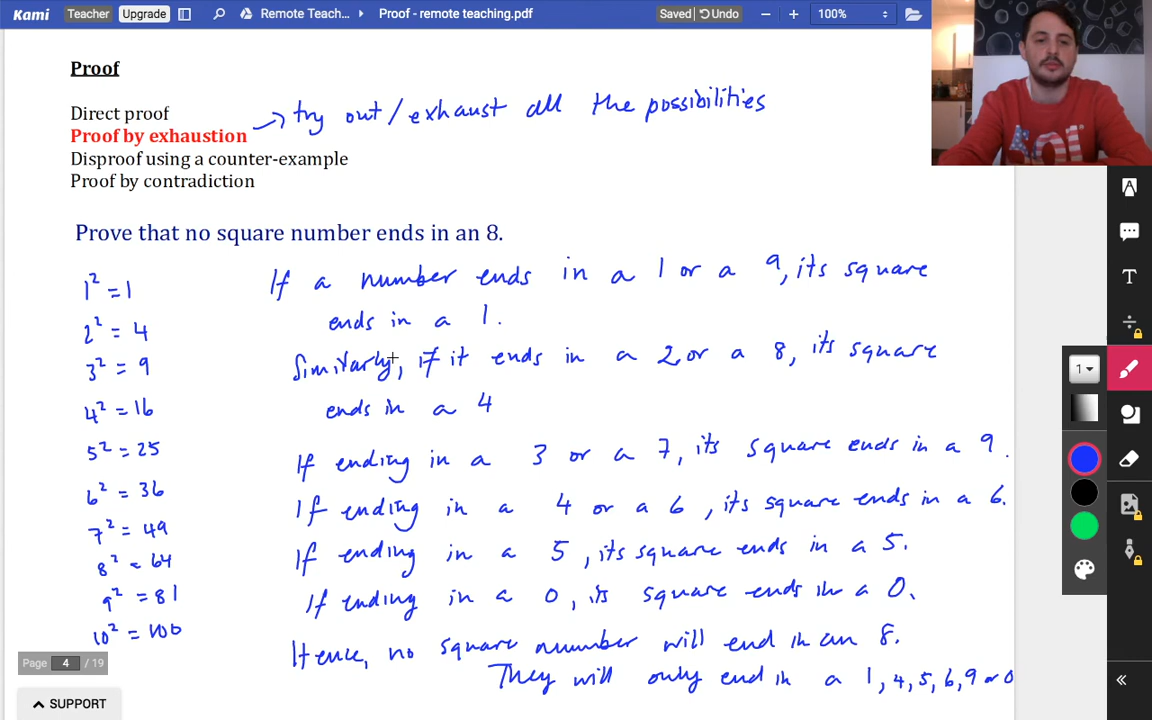 Kami Teacher Upgrade Remote Teach... Proof - remote teaching.pdf Saved Undo 100%
Proof
Direct proof
Proof by exhaustion → try out/exhaust all the possibilities
Disproof using a counter-example
Proof by contradiction
Prove that no square number ends in an 8.
1² = 1
2² = 4
3² = 9
4² = 16
5² = 25
6² = 36
7² = 49
8² = 64
9² = 81
10² = 100
If a number ends in a 1 or a 9, its square
ends in a 1.
Similarly, if it ends in a 2 or a 8, its square
ends in a 4
If ending in a 3 or a 7, its square ends in a 9.
If ending in a 4 or a 6, its square ends in a 6.
If ending in a 5, its square ends in a 5.
If ending in a 0, its square ends in a 0.
Hence, no square number will end in an 8.
They will only end in a 1, 4, 5, 6, 9 or 0
T
1
Page 4 / 19
SUPPORT